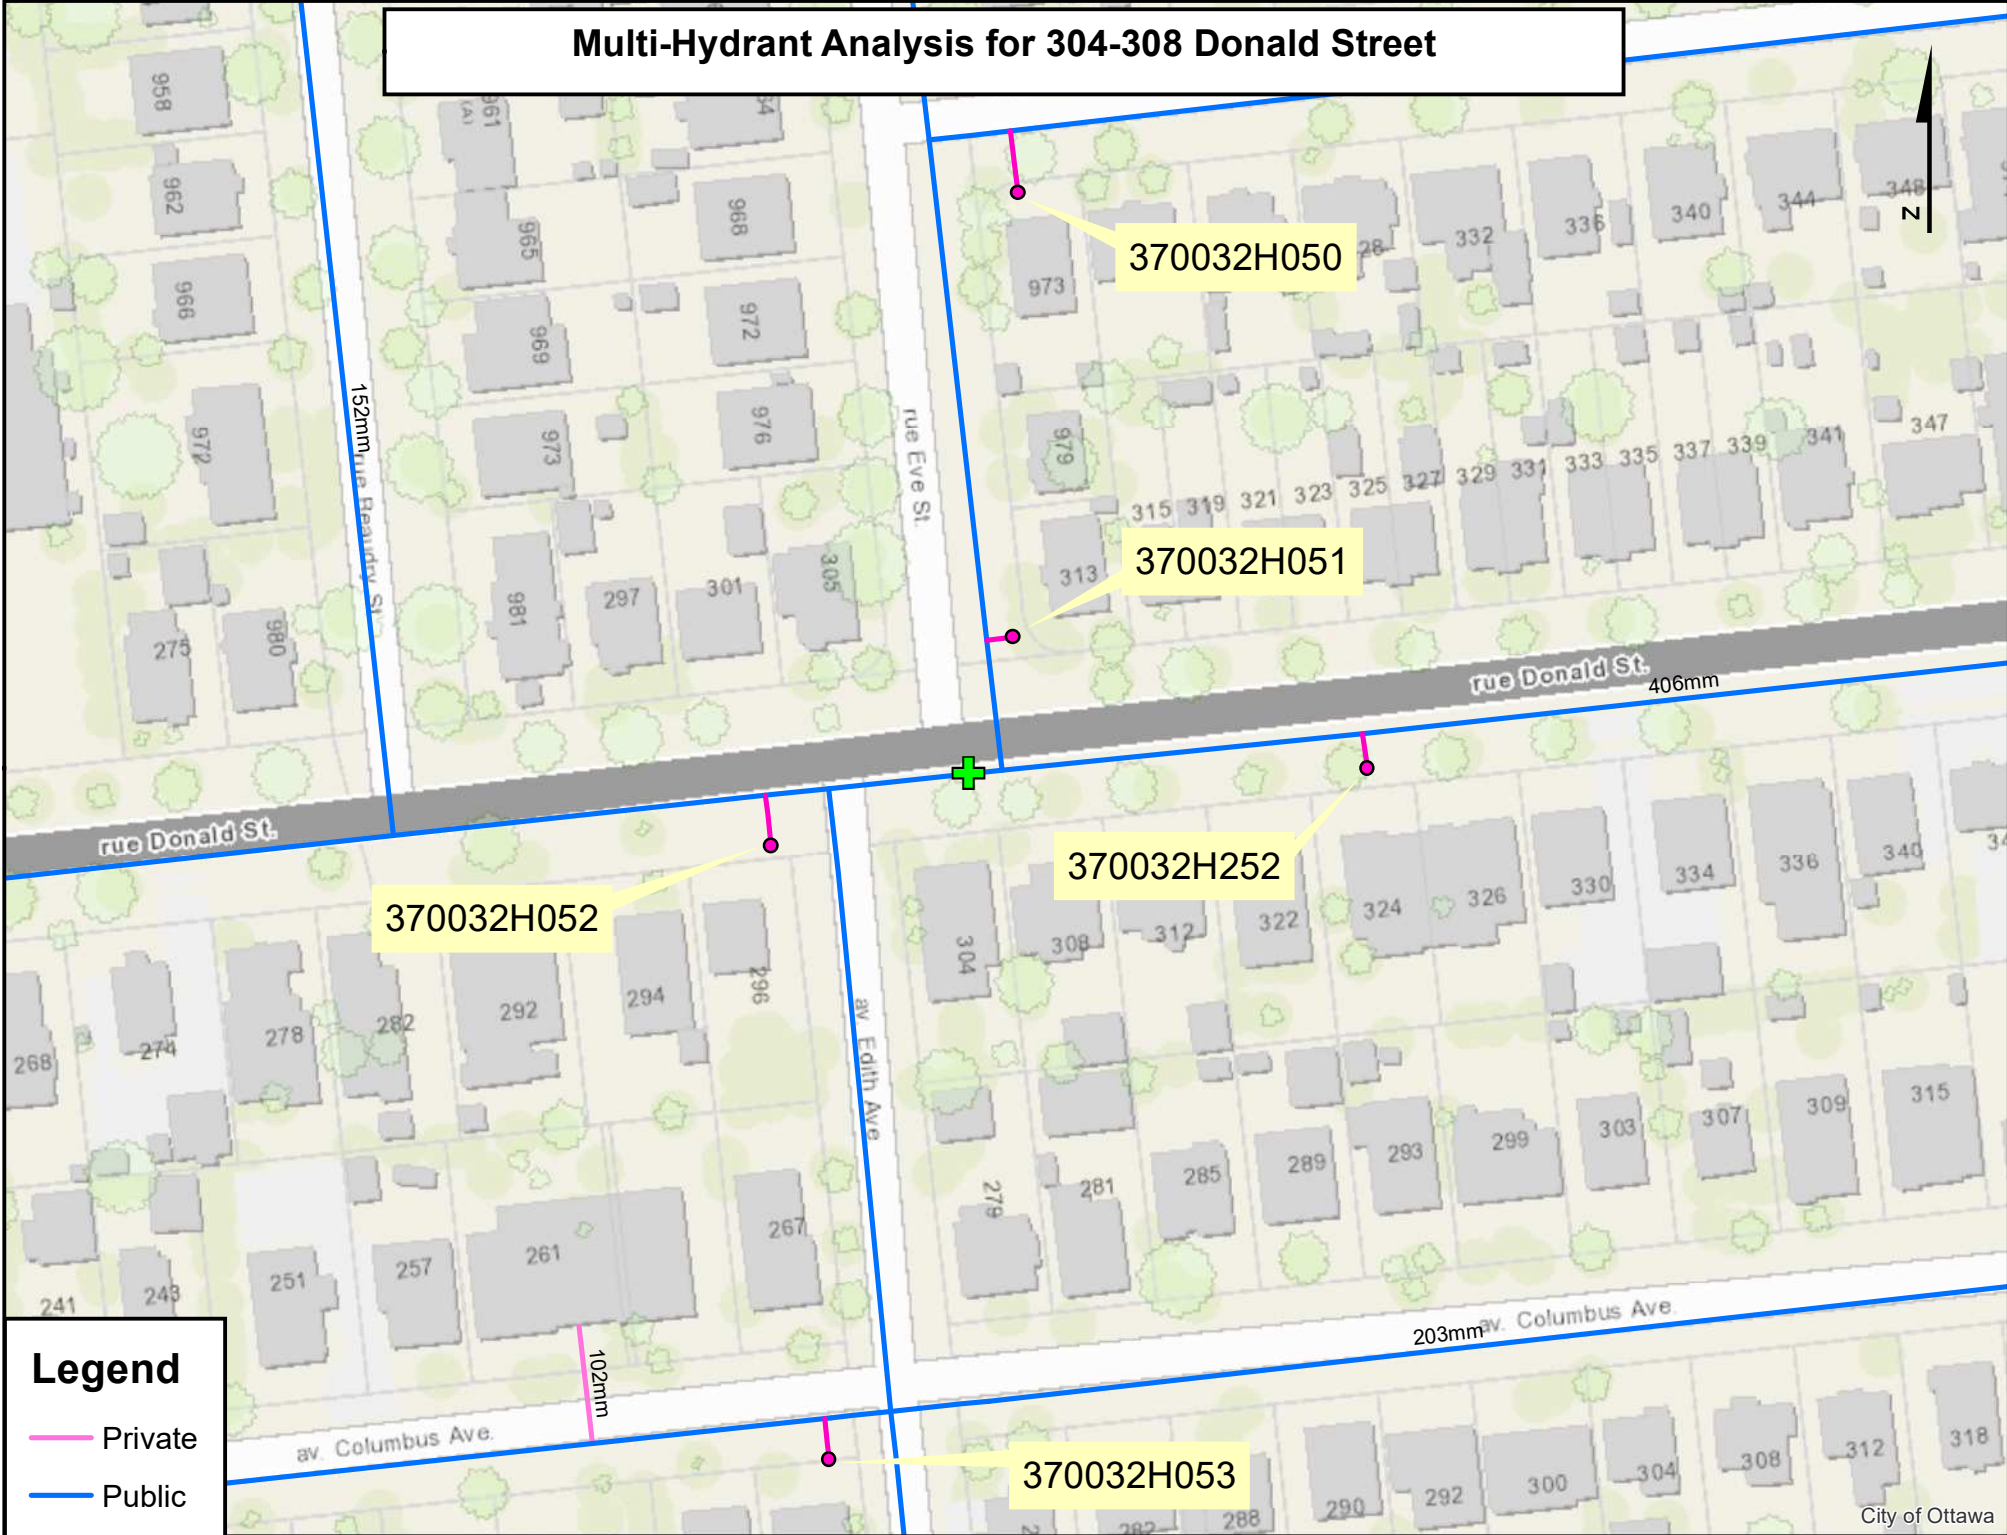 Multi-Hydrant Analysis for 304-308 Donald Street
958
962
966
972
275
980
152mm
rue Beaudry St.
961
(A)
965
969
973
981
297
301
305
968
972
976
rue Eve St.
370032H050
973
332
336
340
344
348
N
979
315 319 321 323 325 327 329 331 333 335 337 339 341 347
370032H051
313
rue Donald St.
406mm
rue Donald St.
370032H052
370032H252
304
308
312
322
324
326
330
334
336
340
268
274
278
282
292
294
296
av. Edith Ave
279
281
285
289
293
299
303
307
309
315
241
243
251
257
261
267
102mm
av. Columbus Ave.
203mm
av. Columbus Ave.
370032H053
288
290
292
300
304
308
312
318
Legend
Private
Public
City of Ottawa